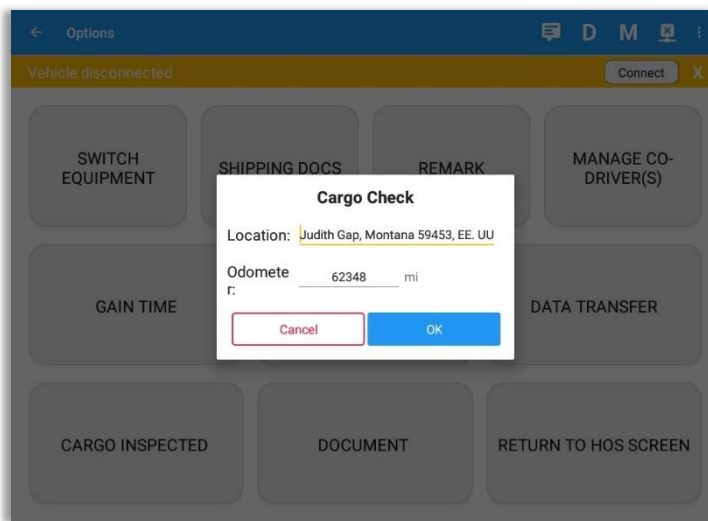 Options
D M
Vehicle disconnected
Connect X
SWITCH
EQUIPMENT
SHIPPING DOCS
REMARK
MANAGE CO-
DRIVER(S)
Cargo Check
Location: Judith Gap, Montana 59453, EE. UU
Odomete
r:
62348 mi
Cancel
OK
GAIN TIME
DATA TRANSFER
CARGO INSPECTED
DOCUMENT
RETURN TO HOS SCREEN